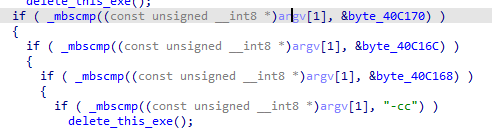 delete_this_exe();
if ( _mbscmp((const unsigned __int8 *)argv[1], &byte_40C170) )
{
if ( _mbscmp((const unsigned __int8 *)argv[1], &byte_40C16C) )
{
if ( _mbscmp((const unsigned __int8 *)argv[1], &byte_40C168) )
{
if ( _mbscmp((const unsigned __int8 *)argv[1], "-cc") )
delete_this_exe();